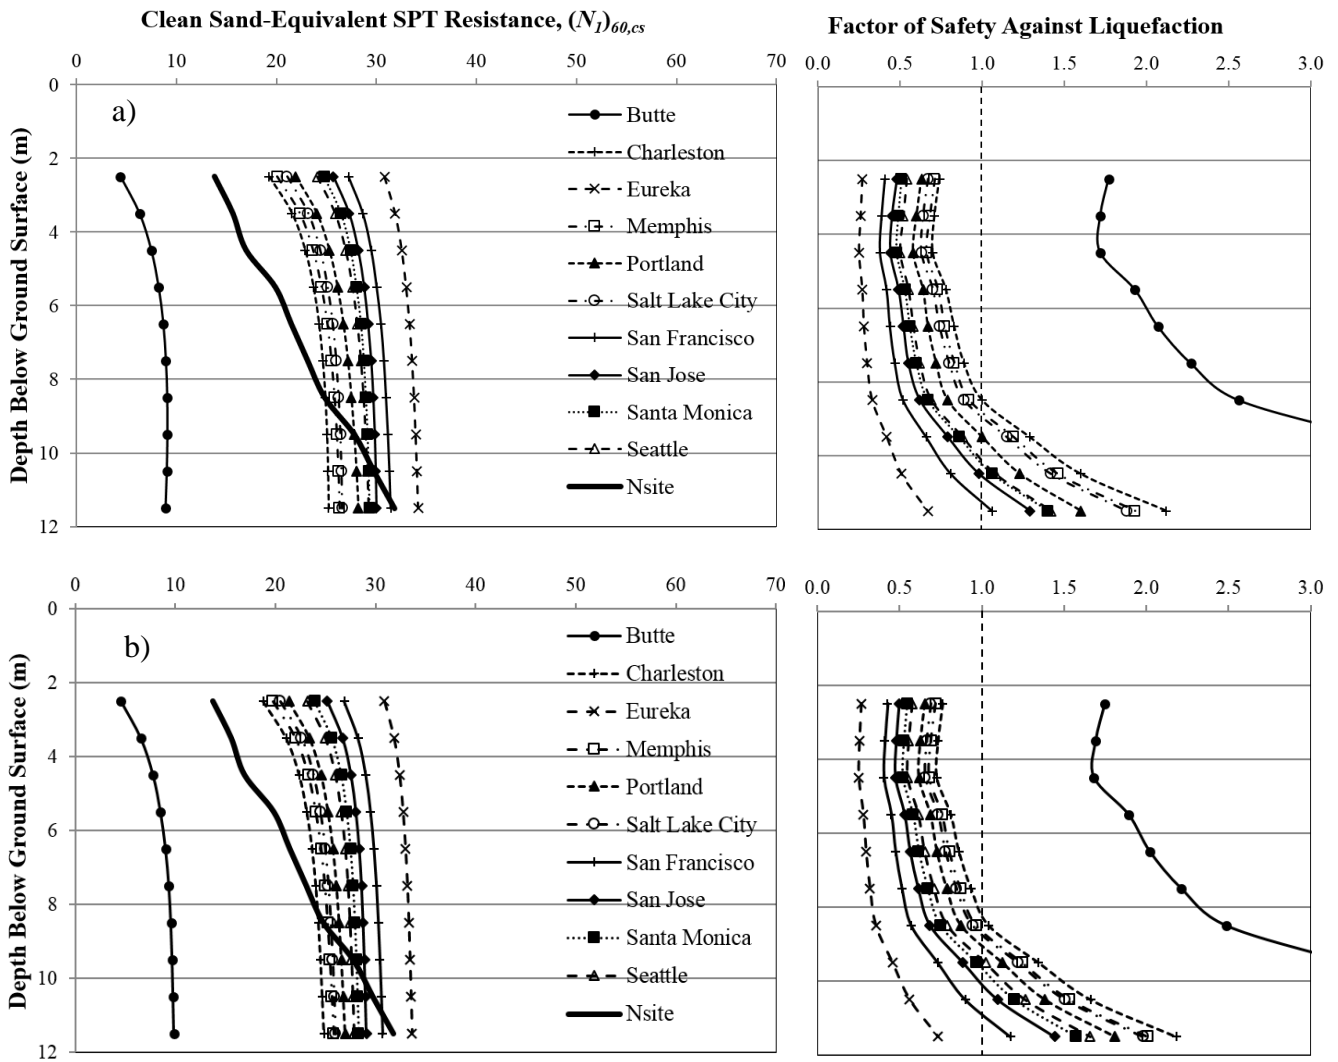 Clean Sand-Equivalent SPT Resistance, (N1)60,cs
Factor of Safety Against Liquefaction
0 10 20 30 40 50 60 70
0.0 0.5 1.0 1.5 2.0 2.5 3.0
Depth Below Ground Surface (m)
0
2
4
6
8
10
12
a)
Butte
Charleston
Eureka
Memphis
Portland
Salt Lake City
San Francisco
San Jose
Santa Monica
Seattle
Nsite
0 10 20 30 40 50 60 70
0.0 0.5 1.0 1.5 2.0 2.5 3.0
Depth Below Ground Surface (m)
0
2
4
6
8
10
12
b)
Butte
Charleston
Eureka
Memphis
Portland
Salt Lake City
San Francisco
San Jose
Santa Monica
Seattle
Nsite